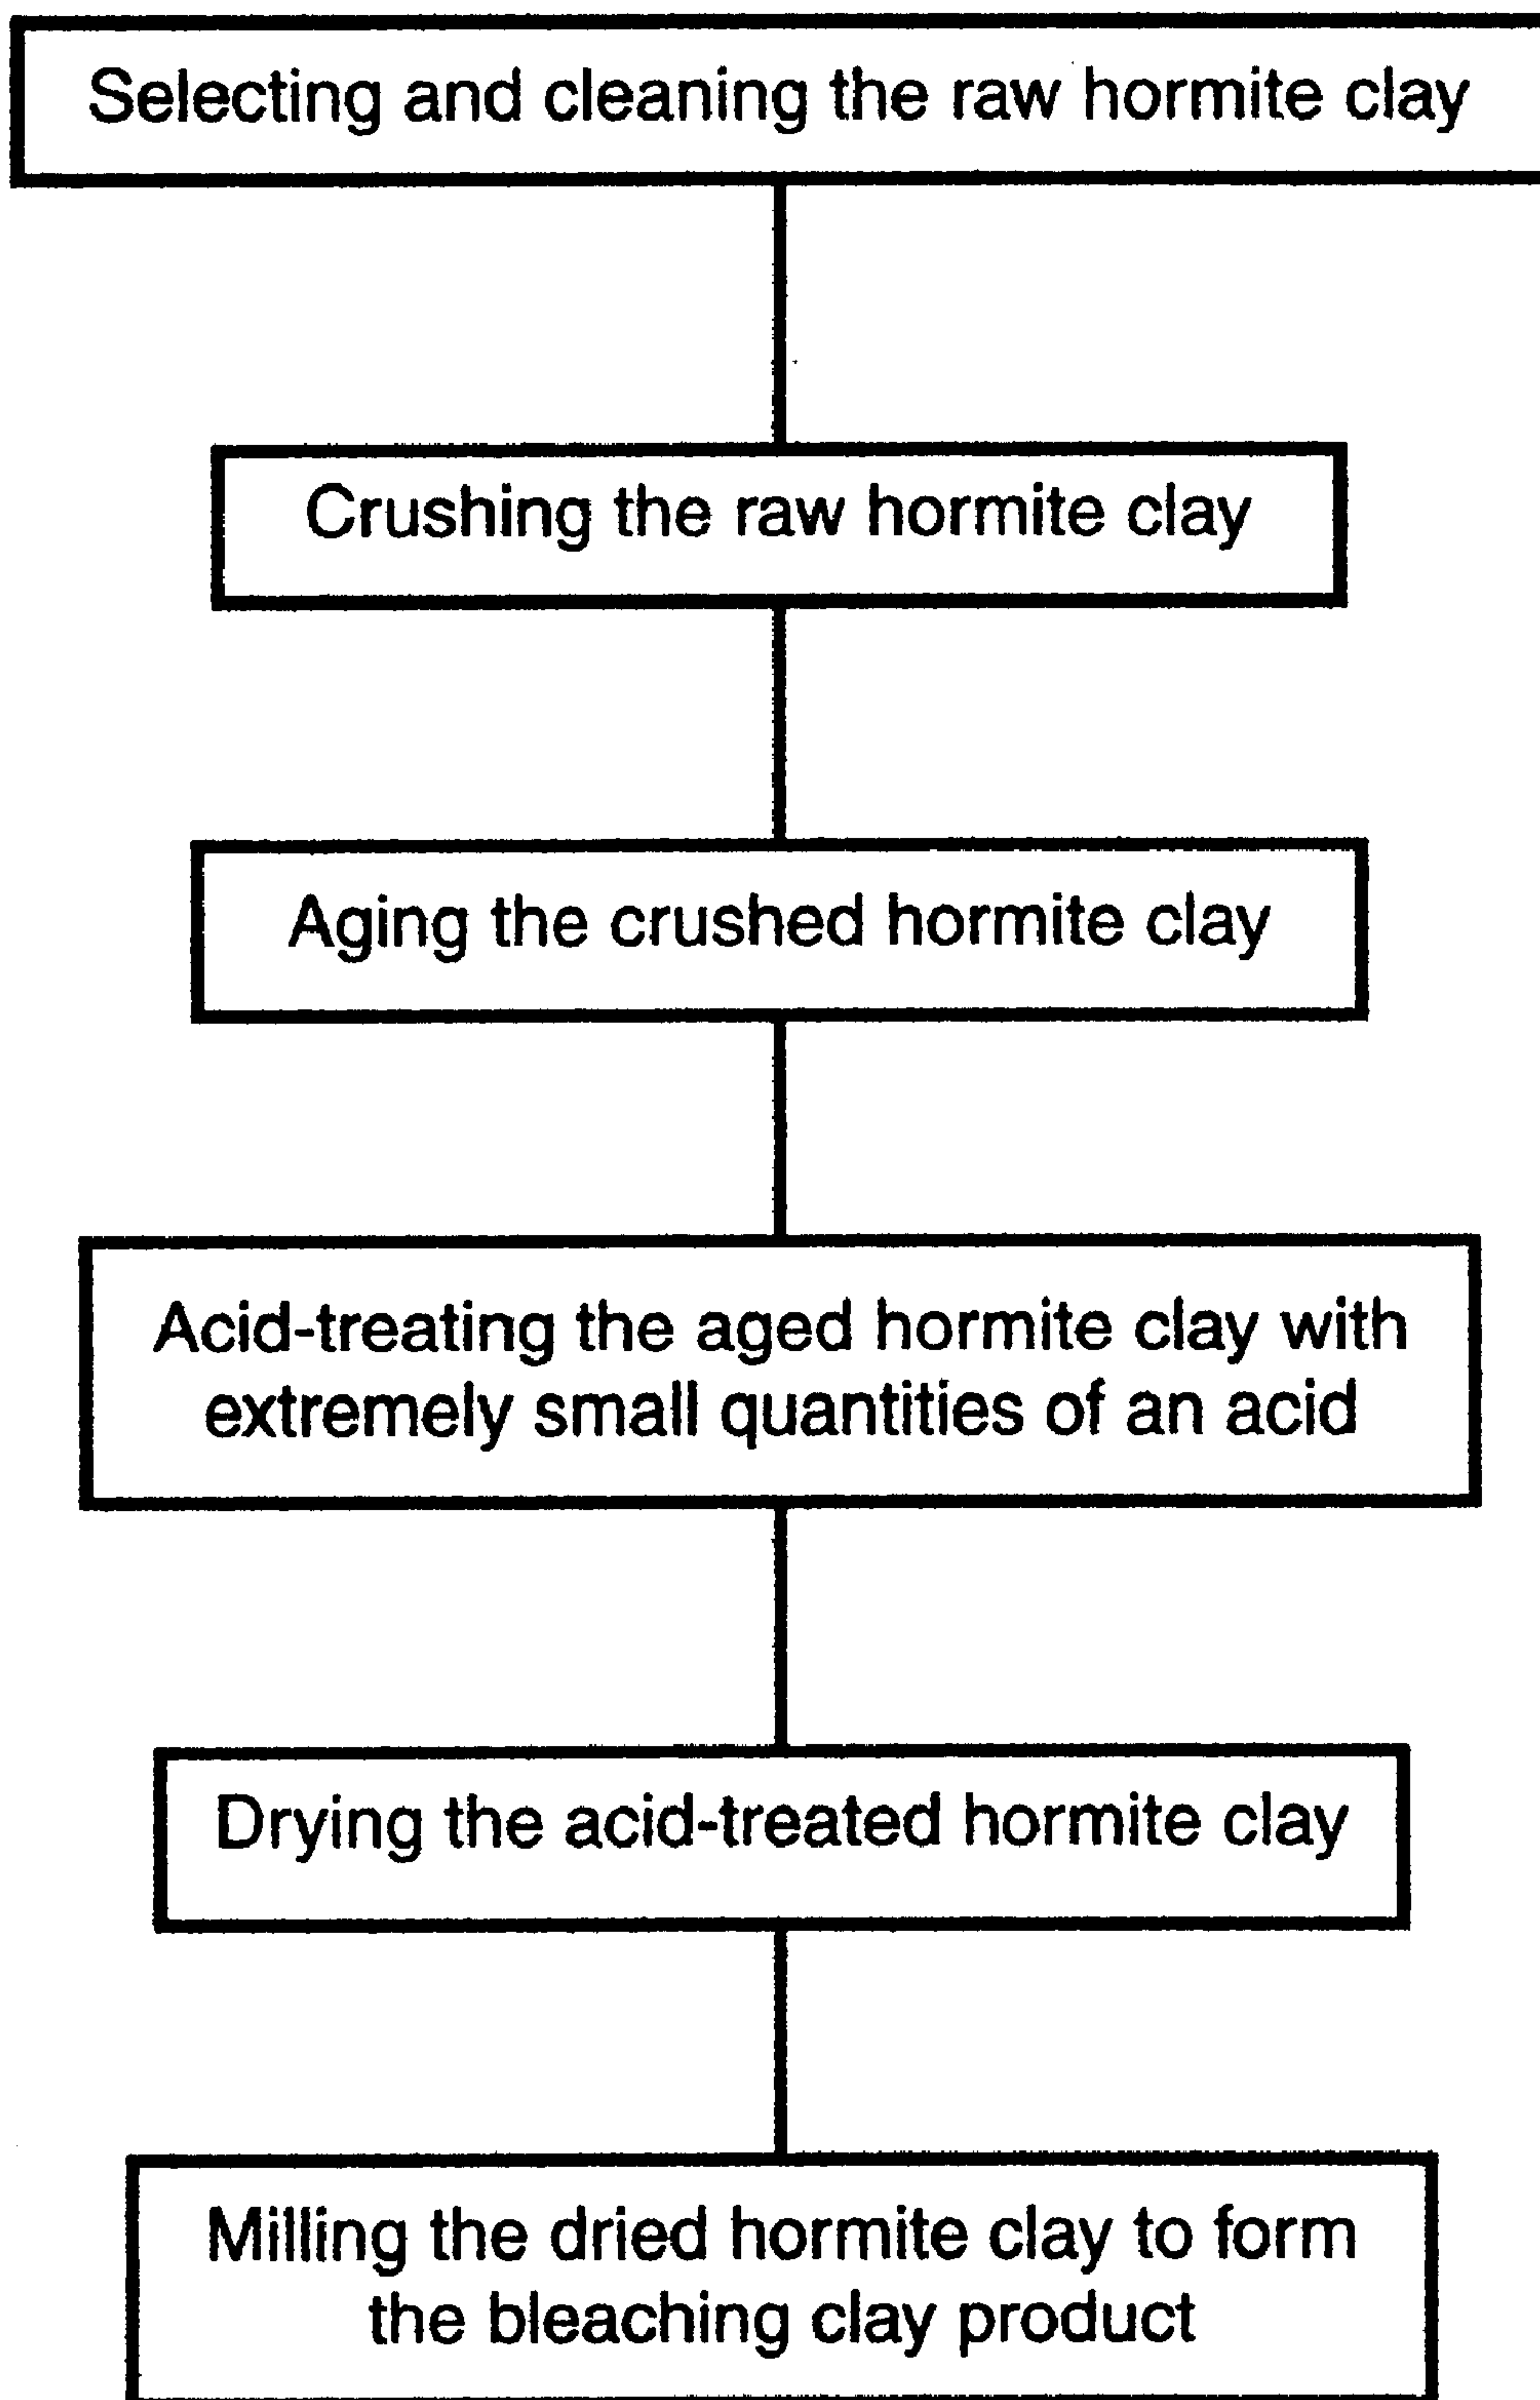 Selecting and cleaning the raw hormite clay
Crushing the raw hormite clay
Aging the crushed hormite clay
Acid-treating the aged hormite clay with
extremely small quantities of an acid
Drying the acid-treated hormite clay
Milling the dried hormite clay to form
the bleaching clay product